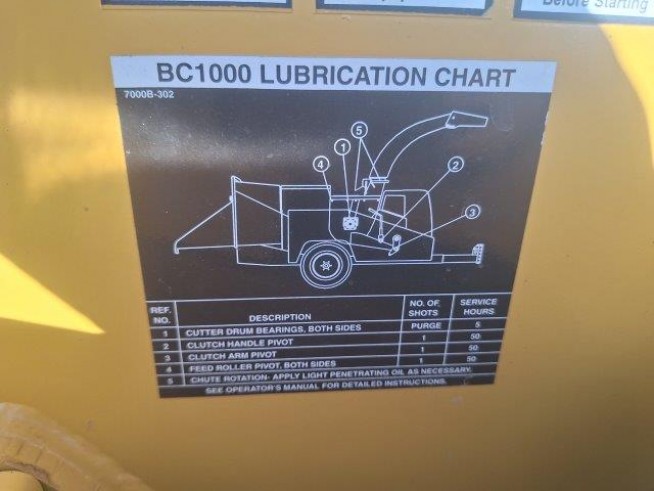 Before Starting
BC1000 LUBRICATION CHART
7000B-302
5
1
4
2
3
REF. NO. DESCRIPTION NO. OF SHOTS SERVICE HOURS
1 CUTTER DRUM BEARINGS, BOTH SIDES PURGE 5
2 CLUTCH HANDLE PIVOT 1 50
3 CLUTCH ARM PIVOT 1 50
4 FEED ROLLER PIVOT, BOTH SIDES 1 50
5 CHUTE ROTATION- APPLY LIGHT PENETRATING OIL AS NECESSARY.
SEE OPERATOR'S MANUAL FOR DETAILED INSTRUCTIONS.